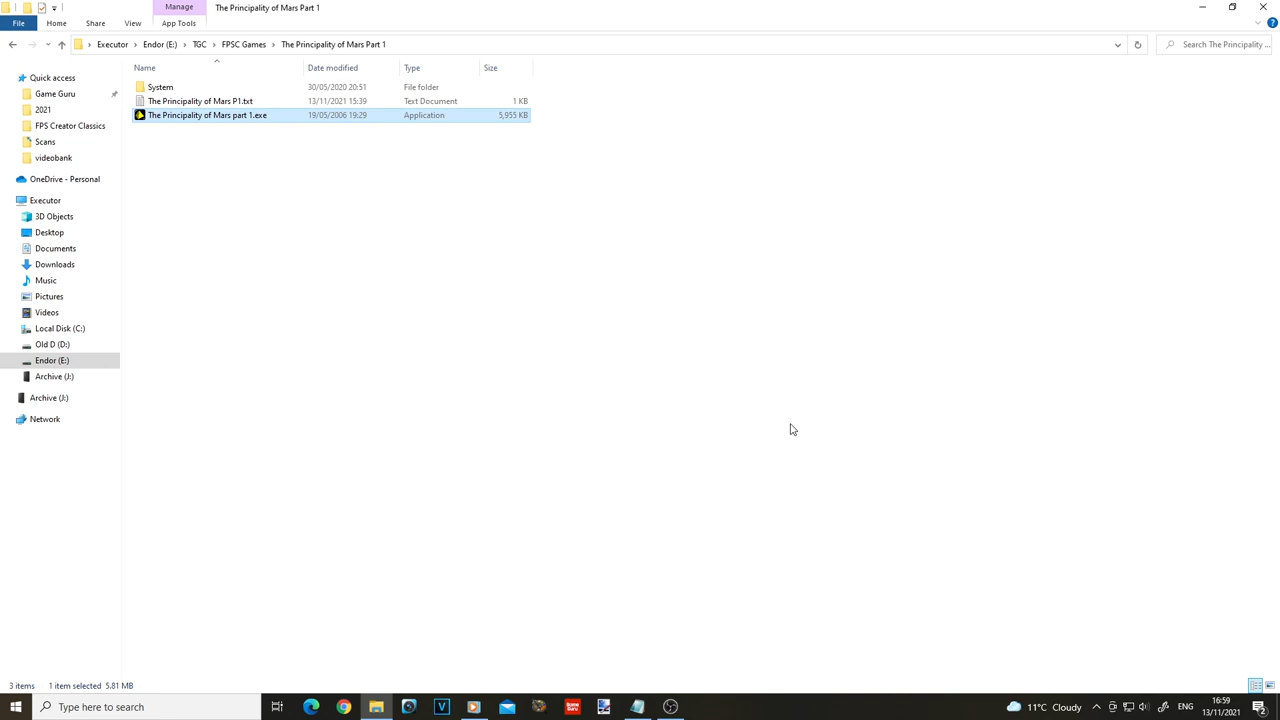 Manage
The Principality of Mars Part 1
File
Home
Share
View
App Tools
Executor
Endor (E:)
TGC
FPSC Games
The Principality of Mars Part 1
Search The Principality ...
Name
Date modified
Type
Size
System
30/05/2020 20:51
File folder
The Principality of Mars P1.txt
13/11/2021 15:39
Text Document
1 KB
The Principality of Mars part 1.exe
19/05/2006 19:29
Application
5,955 KB
Quick access
Game Guru
2021
FPS Creator Classics
Scans
videobank
OneDrive - Personal
Executor
3D Objects
Desktop
Documents
Downloads
Music
Pictures
Videos
Local Disk (C:)
Old D (D:)
Endor (E:)
Archive (J:)
Archive (J:)
Network
3 items
1 item selected 5.81 MB
Type here to search
11°C Cloudy
ENG
16:59
13/11/2021